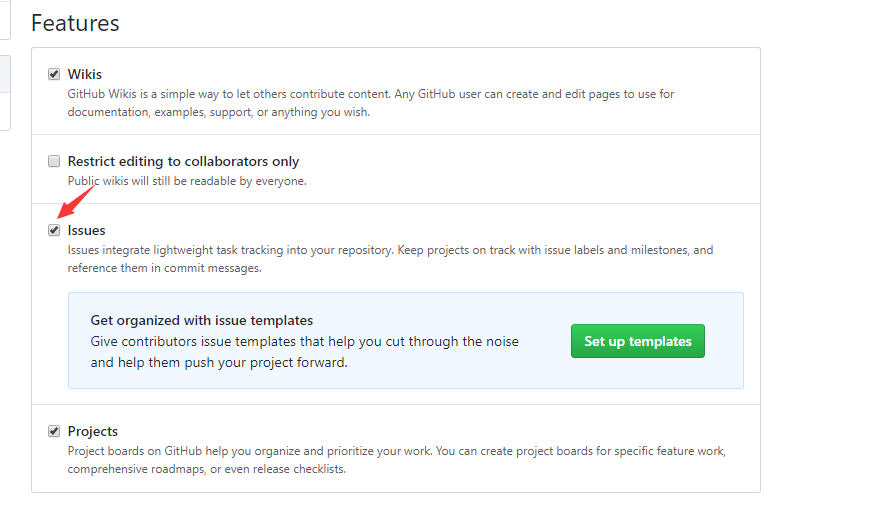 Features
Wikis
GitHub Wikis is a simple way to let others contribute content. Any GitHub user can create and edit pages to use for
documentation, examples, support, or anything you wish.
Restrict editing to collaborators only
Public wikis will still be readable by everyone.
Issues
Issues integrate lightweight task tracking into your repository. Keep projects on track with issue labels and milestones, and
reference them in commit messages.
Get organized with issue templates
Give contributors issue templates that help you cut through the noise
and help them push your project forward.
Set up templates
Projects
Project boards on GitHub help you organize and prioritize your work. You can create project boards for specific feature work,
comprehensive roadmaps, or even release checklists.